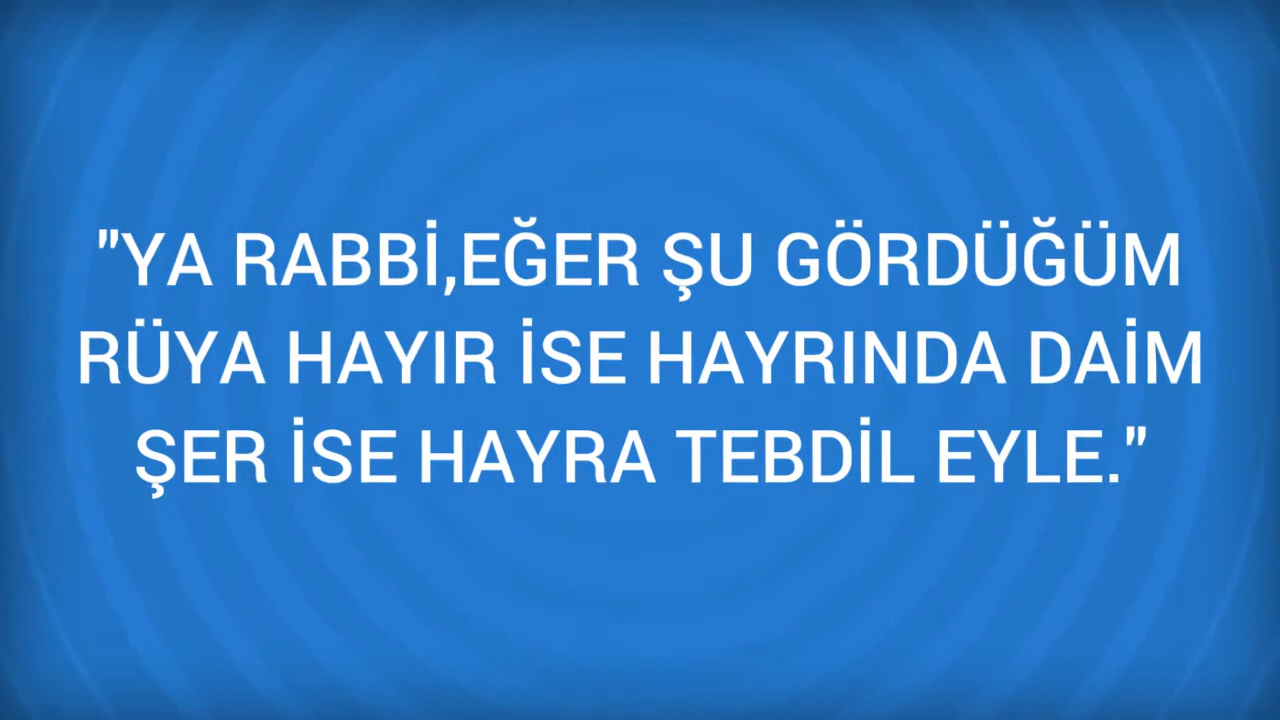 "YA RABBİ,EĞER ŞU GÖRDÜĞÜM
RÜYA HAYIR İSE HAYRINDA DAİM
ŞER İSE HAYRA TEBDİL EYLE."